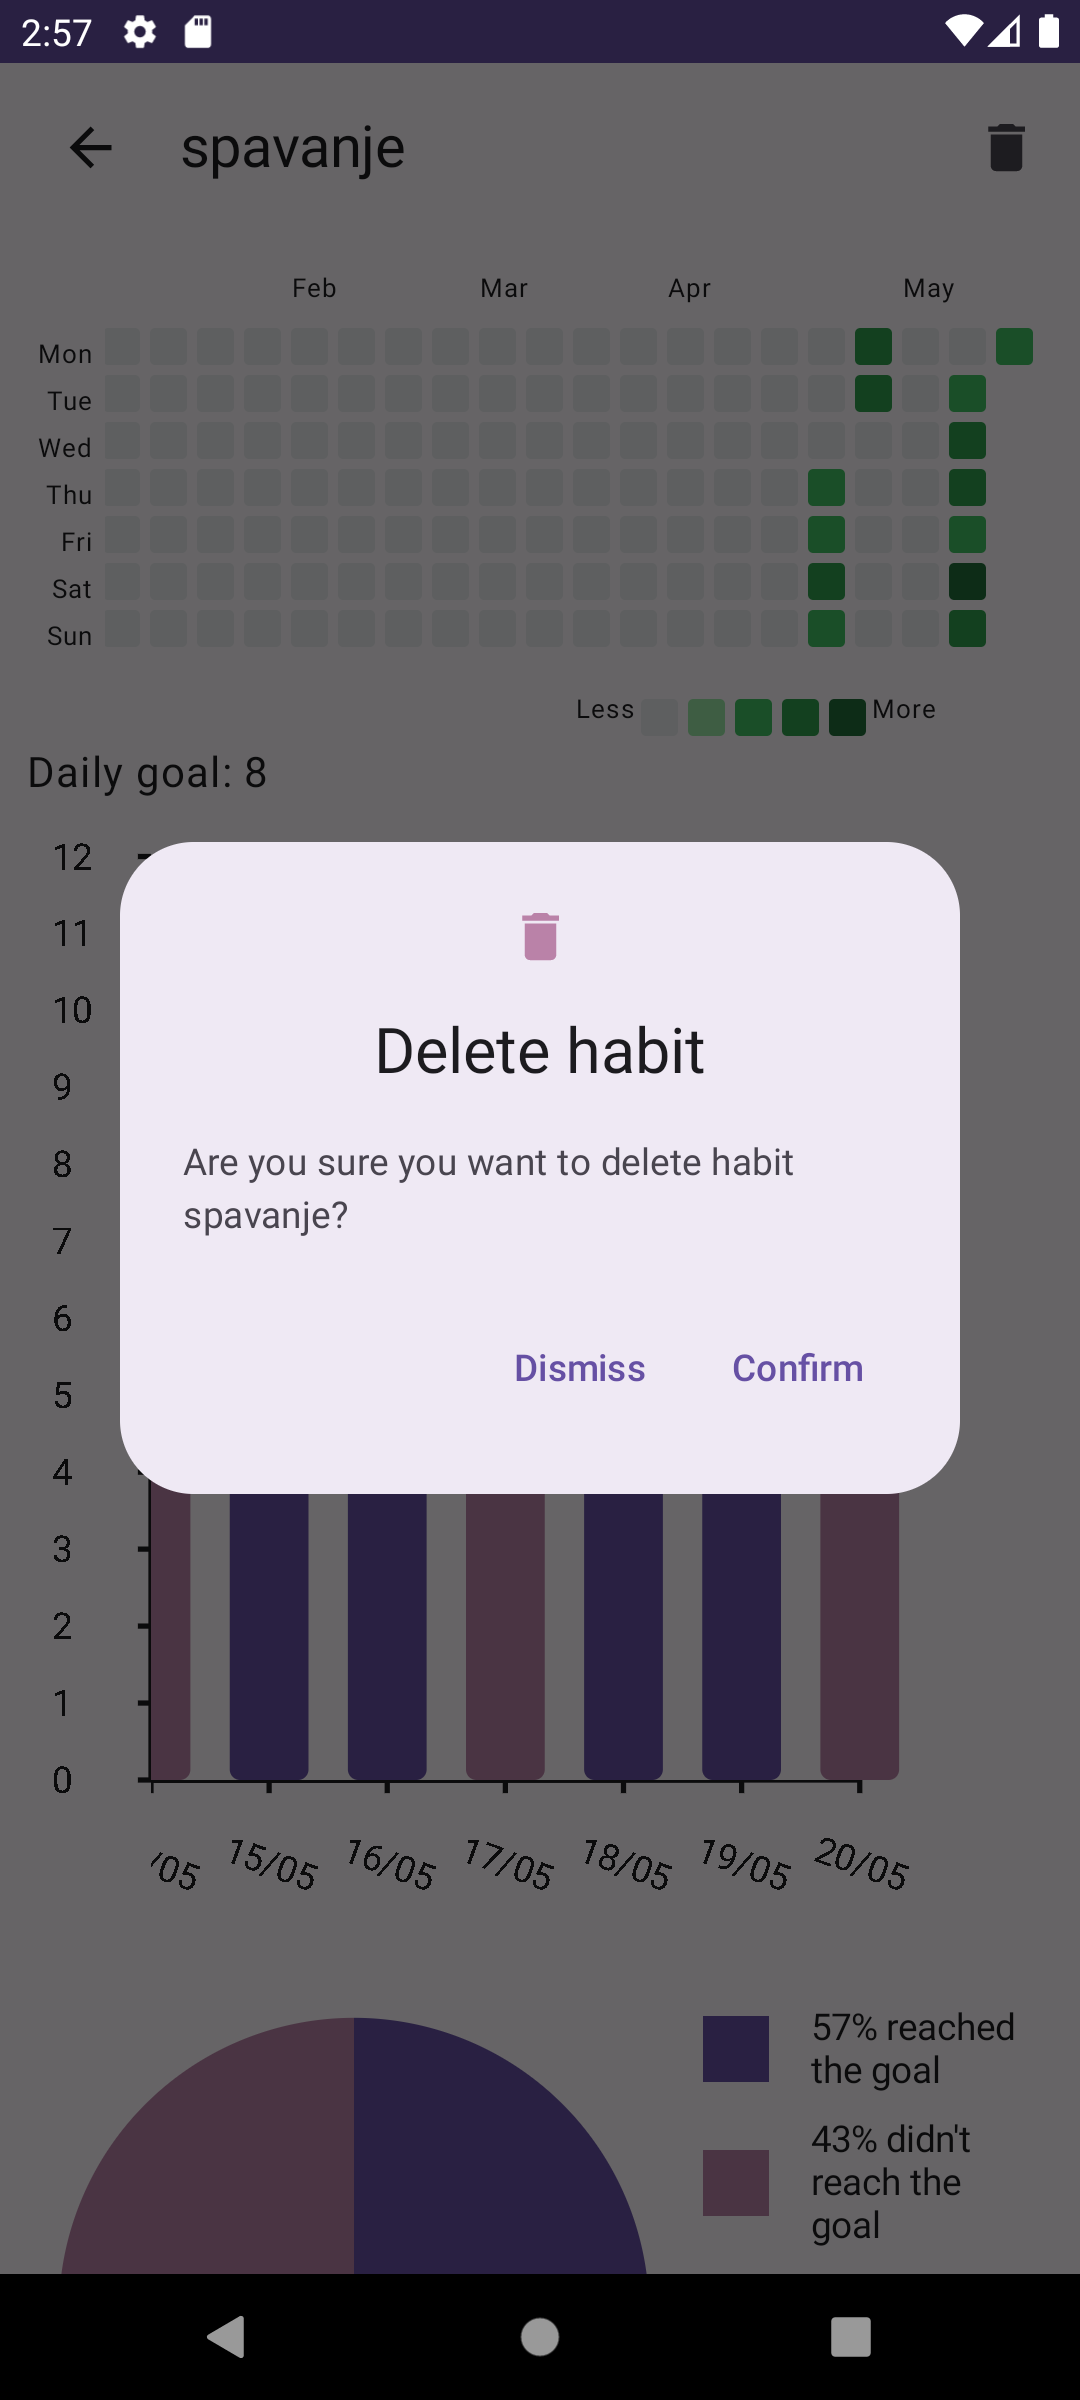 2:57
spavanje
Feb Mar Apr May
Mon
Tue
Wed
Thu
Fri
Sat
Sun
Less More
Daily goal: 8
12
11
10
9
8
7
6
5
4
3
2
1
0
Delete habit
Are you sure you want to delete habit
spavanje?
Dismiss Confirm
/05 15/05 16/05 17/05 18/05 19/05 20/05
57% reached
the goal
43% didn't
reach the
goal